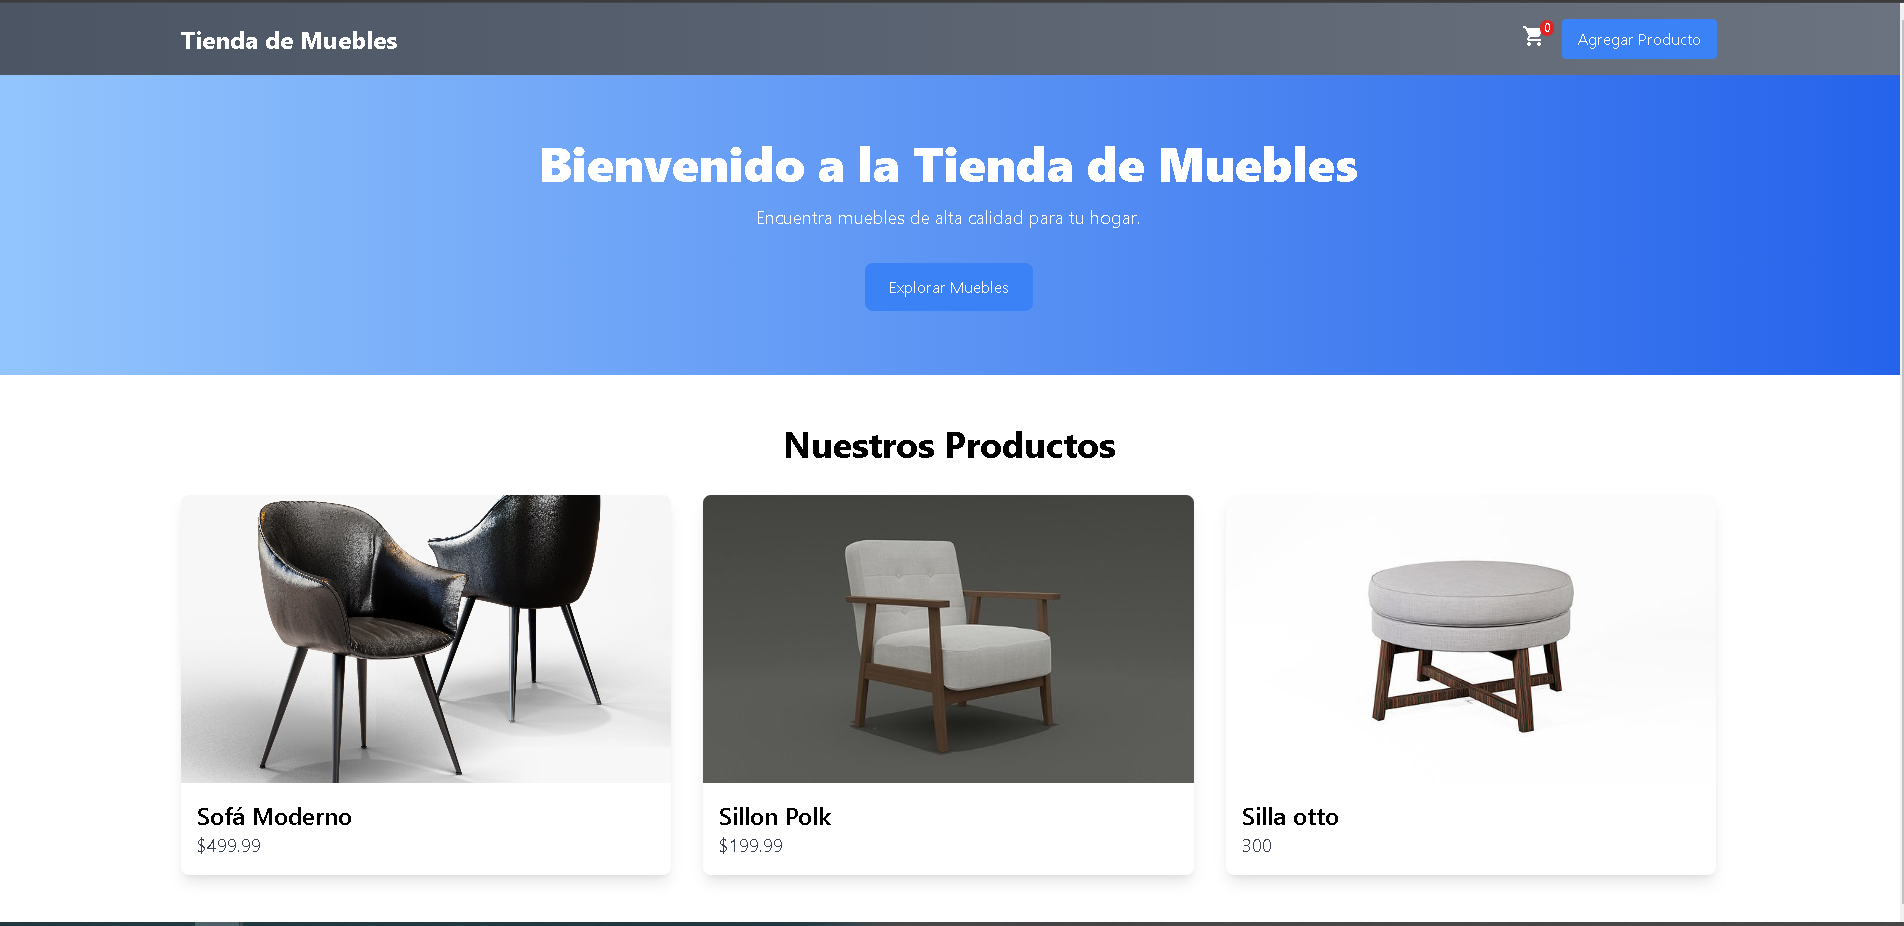 Tienda de Muebles
0
Agregar Producto
Bienvenido a la Tienda de Muebles
Encuentra muebles de alta calidad para tu hogar.
Explorar Muebles
Nuestros Productos
Sofá Moderno
$499.99
Sillon Polk
$199.99
Silla otto
300